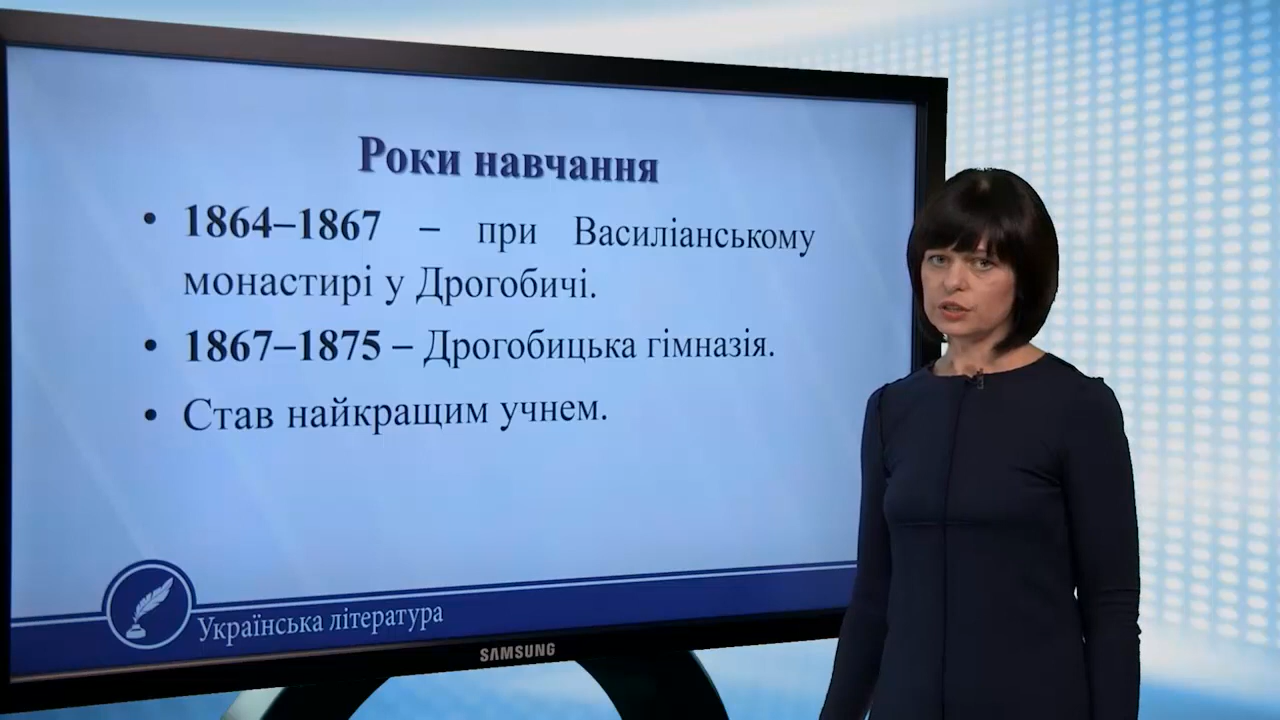 Роки навчання
• 1864–1867 – при Василіанському
монастирі у Дрогобичі.
• 1867–1875 – Дрогобицька гімназія.
• Став найкращим учнем.
Українська література
SAMSUNG